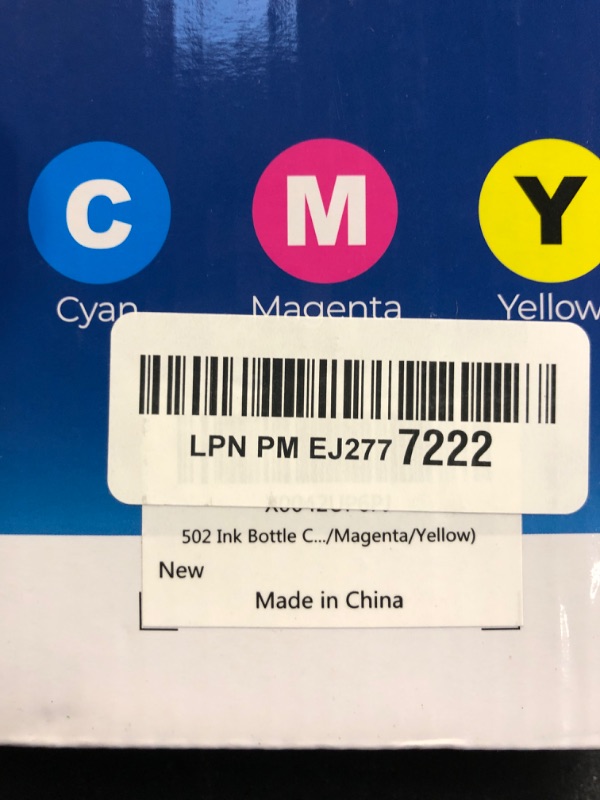 C M Y
Cyan Magenta Yellow
LPN PM EJ277 7222
502 Ink Bottle C.../Magenta/Yellow)
New
Made in China